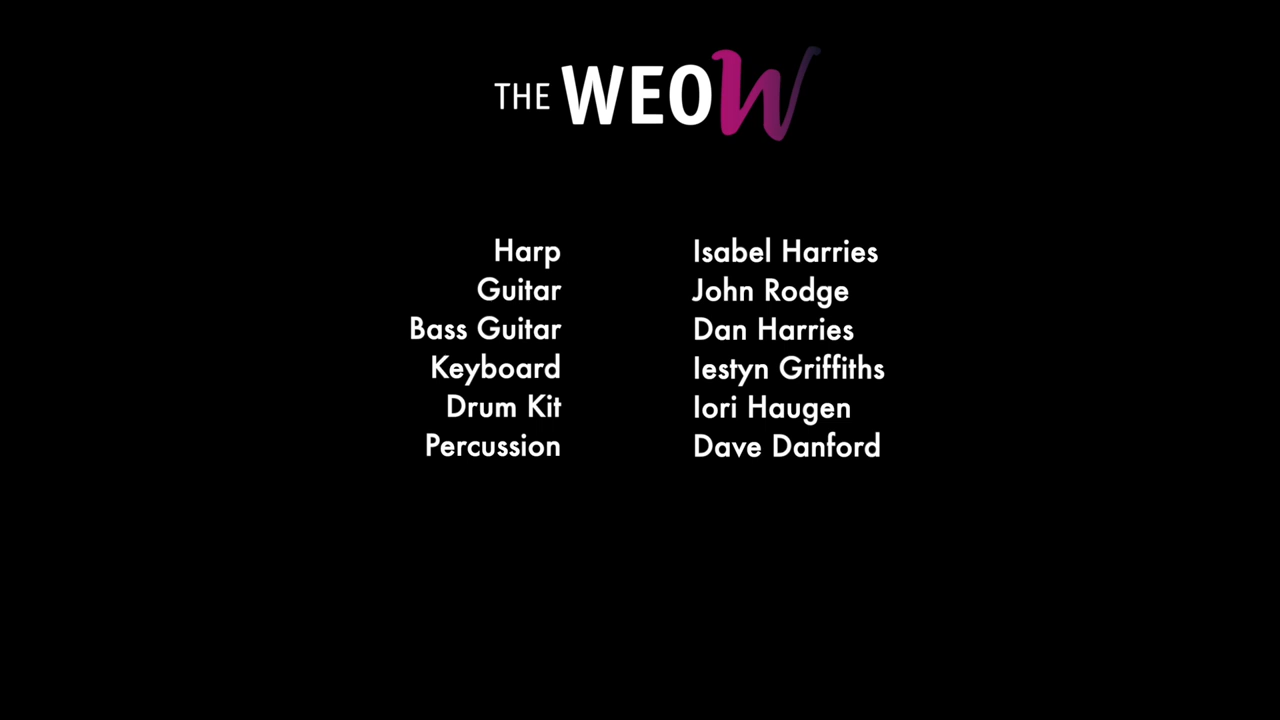 THE WEOW
Harp Isabel Harries
Guitar John Rodge
Bass Guitar Dan Harries
Keyboard Iestyn Griffiths
Drum Kit Iori Haugen
Percussion Dave Danford